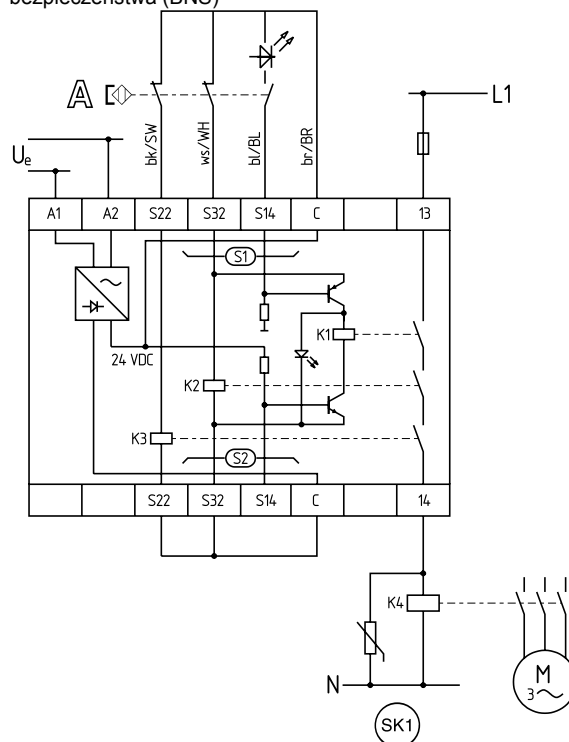 bezpieczeństwa (BNS)
A
L1
bk/SW
ws/WH
bl/BL
br/BR
Ue
A1 A2 S22 S32 S14 C 13
S1
K1
24 VDC
K2
K3
S2
S22 S32 S14 C 14
K4
M
3
N
SK1